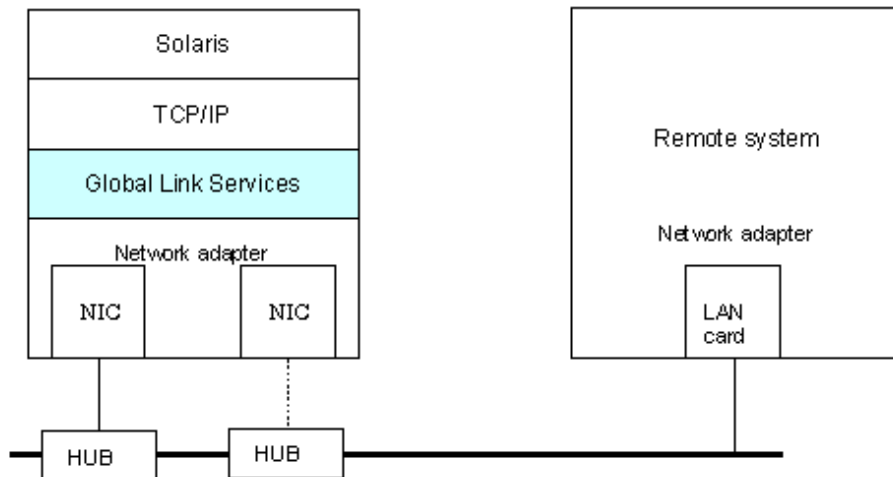 Solaris
TCP/IP
Global Link Services
Network adapter
NIC
NIC
HUB
HUB
Remote system
Network adapter
LAN
card